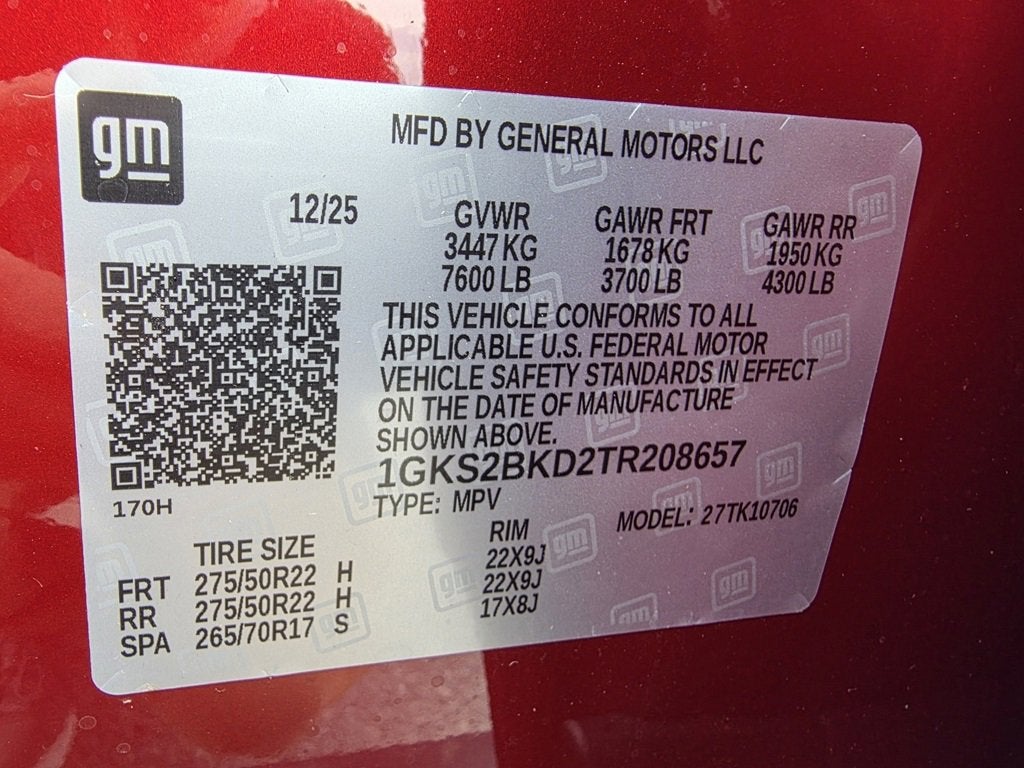 gm
MFD BY GENERAL MOTORS LLC
12/25
GVWR GAWR FRT GAWR RR
3447 KG 1678 KG 1950 KG
7600 LB 3700 LB 4300 LB
THIS VEHICLE CONFORMS TO ALL
APPLICABLE U.S. FEDERAL MOTOR
VEHICLE SAFETY STANDARDS IN EFFECT
ON THE DATE OF MANUFACTURE
SHOWN ABOVE.
1GKS2BKD2TR208657
170H
TYPE: MPV MODEL: 27TK10706
TIRE SIZE RIM
FRT 275/50R22 H 22X9J
RR 275/50R22 H 22X9J
SPA 265/70R17 S 17X8J